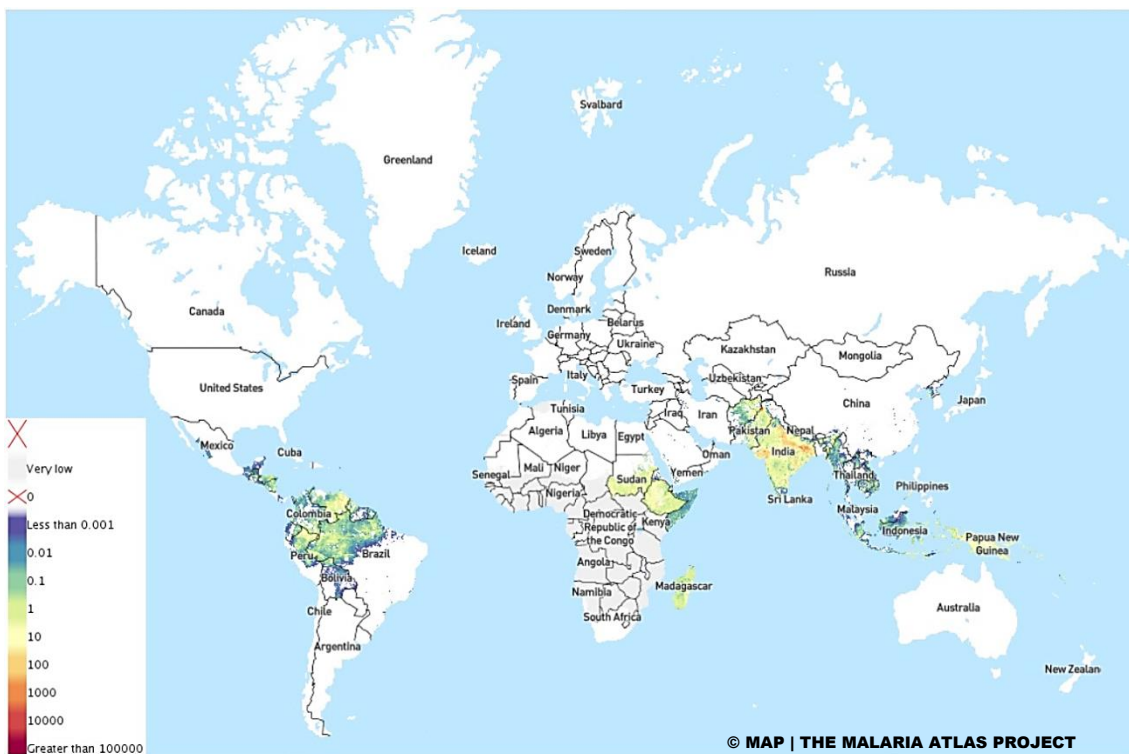 Svalbard
Greenland
Iceland
Sweden
Norway
Russia
Canada
Denmark
Ireland
Belarus
Germany
Ukraine
Kazakhstan
Mongolia
United States
Spain
Italy
Turkey
Uzbekistan
China
Japan
Tunisia
Iraq
Iran
Algeria
Libya
Egypt
Pakistan
Nepal
Mexico
Cuba
Oman
India
Senegal
Mali
Niger
Sudan
Yemen
Thailand
Philippines
Nigeria
Sri Lanka
Colombia
Democratic
Republic of
the Congo
Kenya
Malaysia
Indonesia
Papua New
Guinea
Peru
Brazil
Angola
Bolivia
Madagascar
Namibia
Chile
South Africa
Australia
Argentina
New Zealan
Very low
0
Less than 0.001
0.01
0.1
1
10
100
1000
10000
Greater than 100000
© MAP | THE MALARIA ATLAS PROJECT